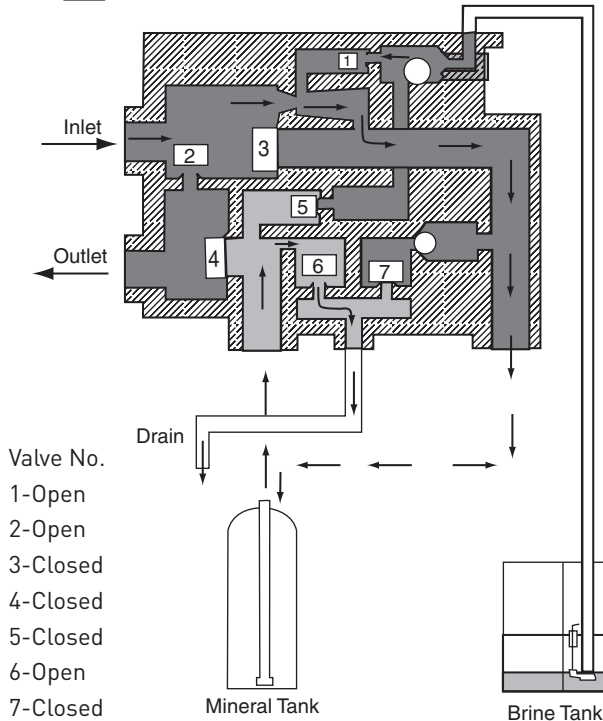 1
Inlet
2
3
5
Outlet
4
6
7
Drain
Valve No.
1-Open
2-Open
3-Closed
4-Closed
5-Closed
6-Open
7-Closed
Mineral Tank
Brine Tank